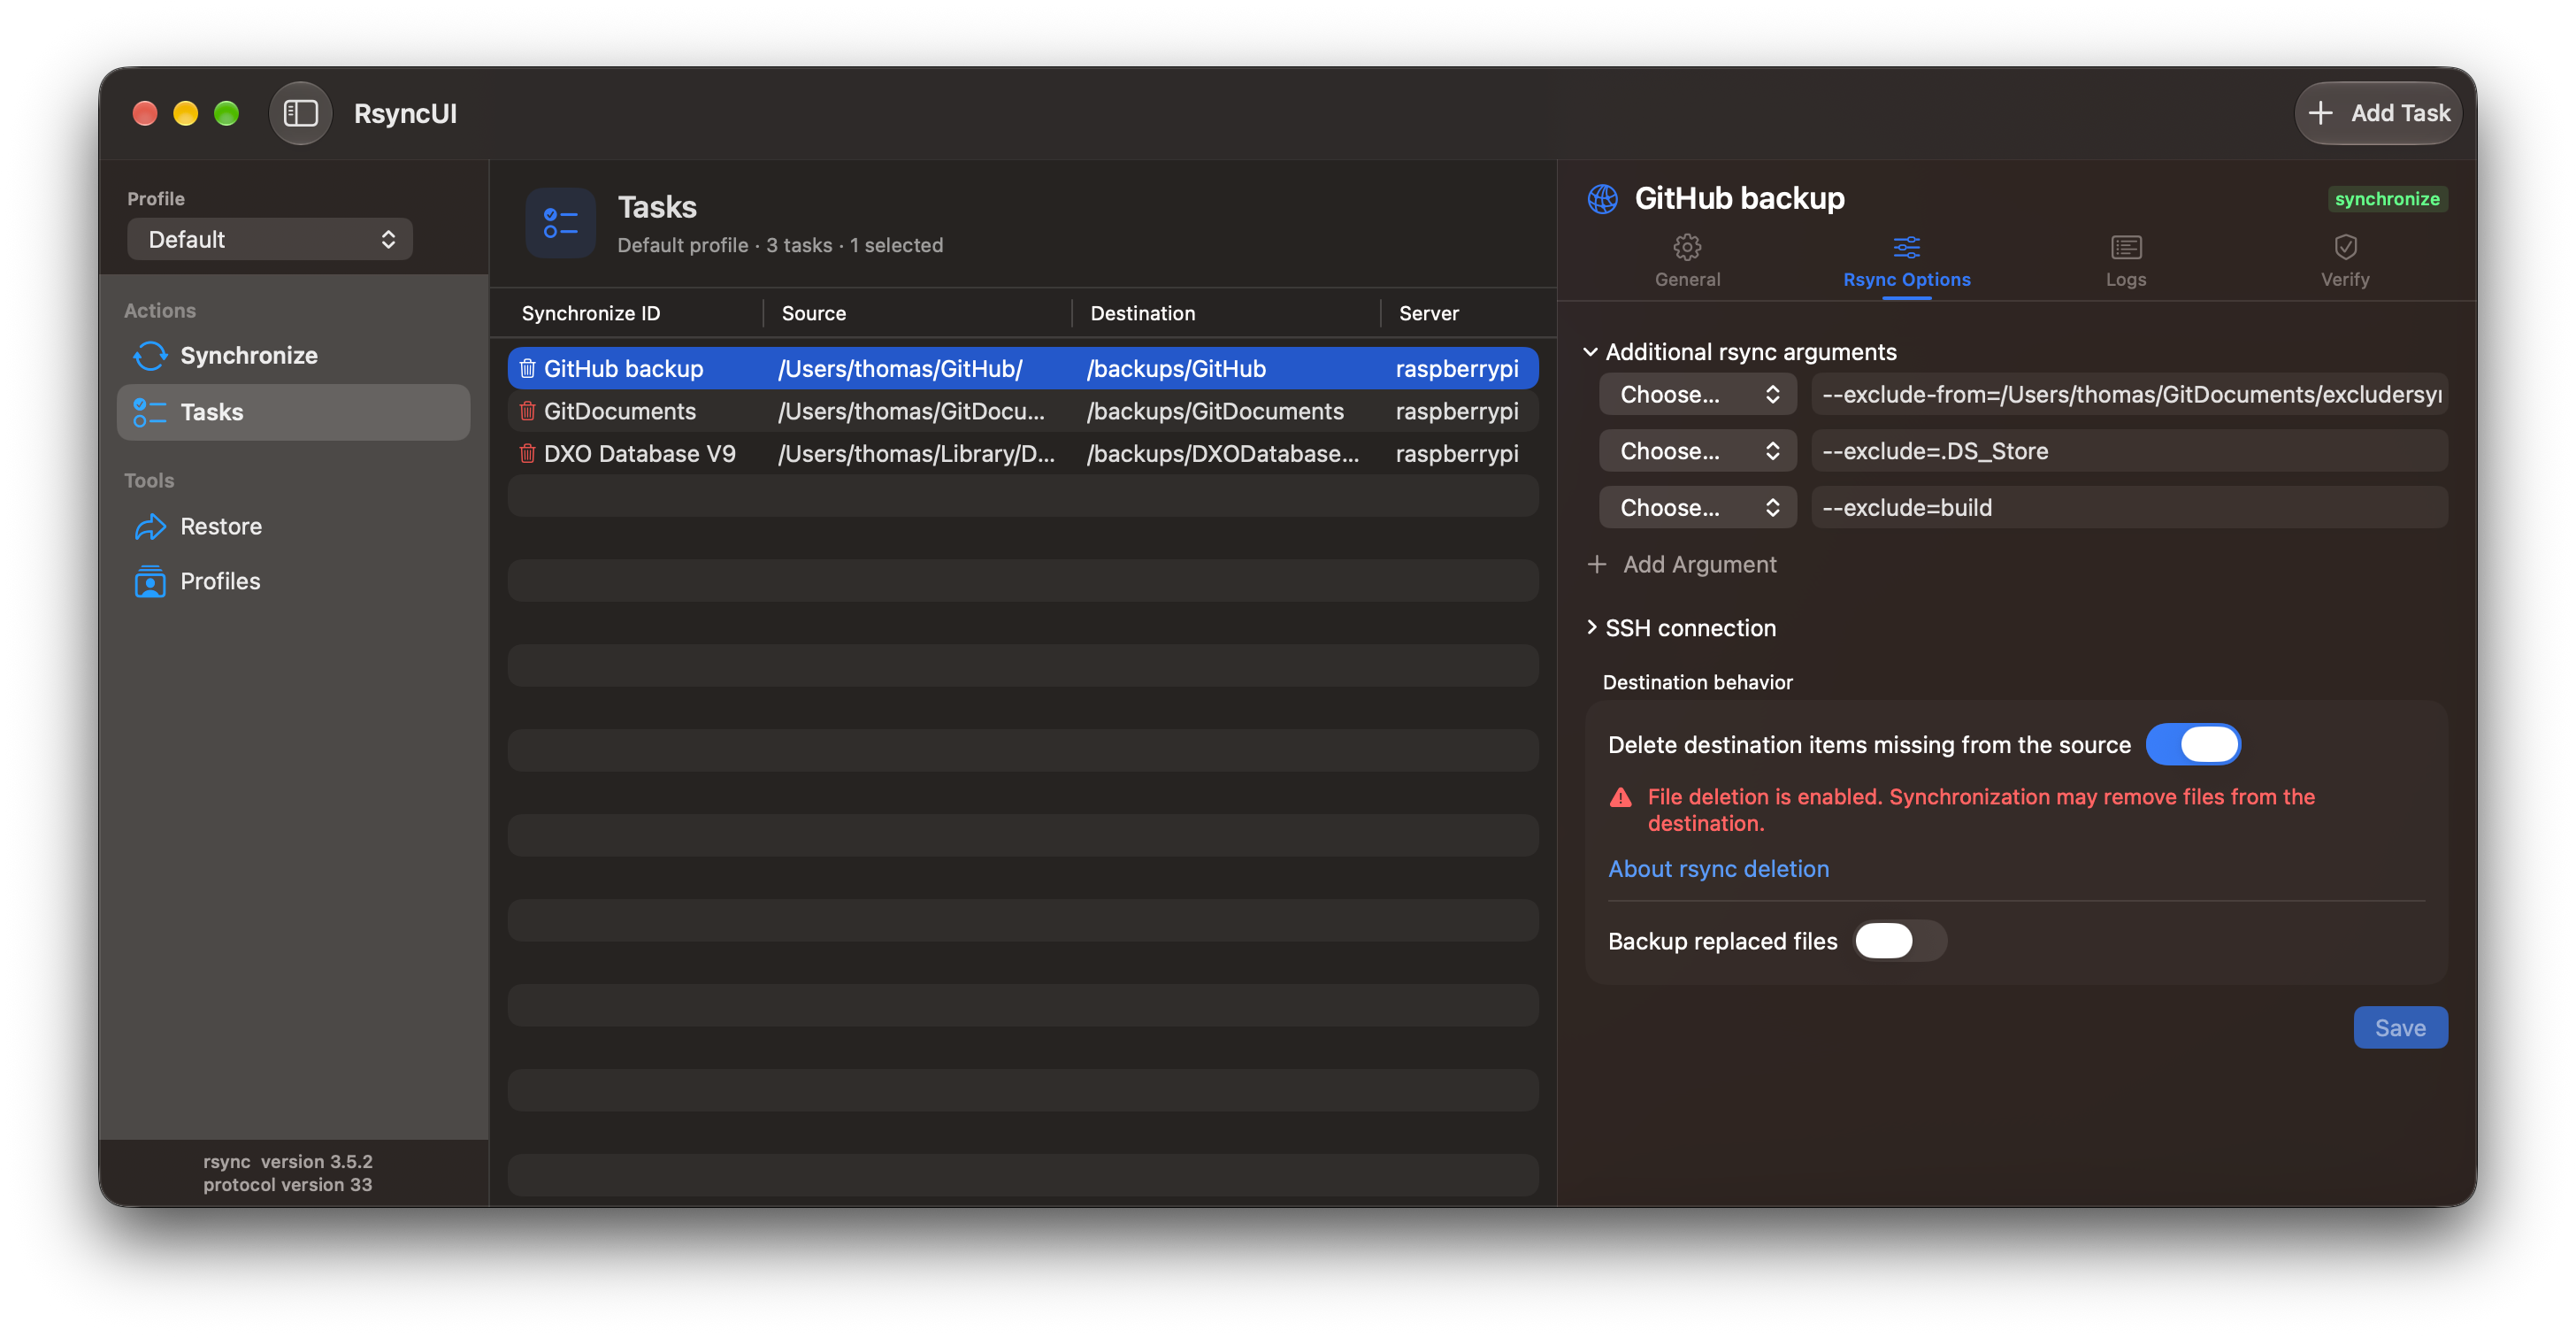 RsyncUI
Add Task
Profile
Default
Actions
Synchronize
Tasks
Tools
Restore
Profiles
rsync version 3.5.2
protocol version 33
Tasks
Default profile · 3 tasks · 1 selected
Synchronize ID Source Destination Server
GitHub backup /Users/thomas/GitHub/ /backups/GitHub raspberrypi
GitDocuments /Users/thomas/GitDocu... /backups/GitDocuments raspberrypi
DXO Database V9 /Users/thomas/Library/D... /backups/DXODatabase... raspberrypi
GitHub backup synchronize
General Rsync Options Logs Verify
Additional rsync arguments
Choose... --exclude-from=/Users/thomas/GitDocuments/excludersy
Choose... --exclude=.DS_Store
Choose... --exclude=build
Add Argument
SSH connection
Destination behavior
Delete destination items missing from the source
File deletion is enabled. Synchronization may remove files from the
destination.
About rsync deletion
Backup replaced files
Save